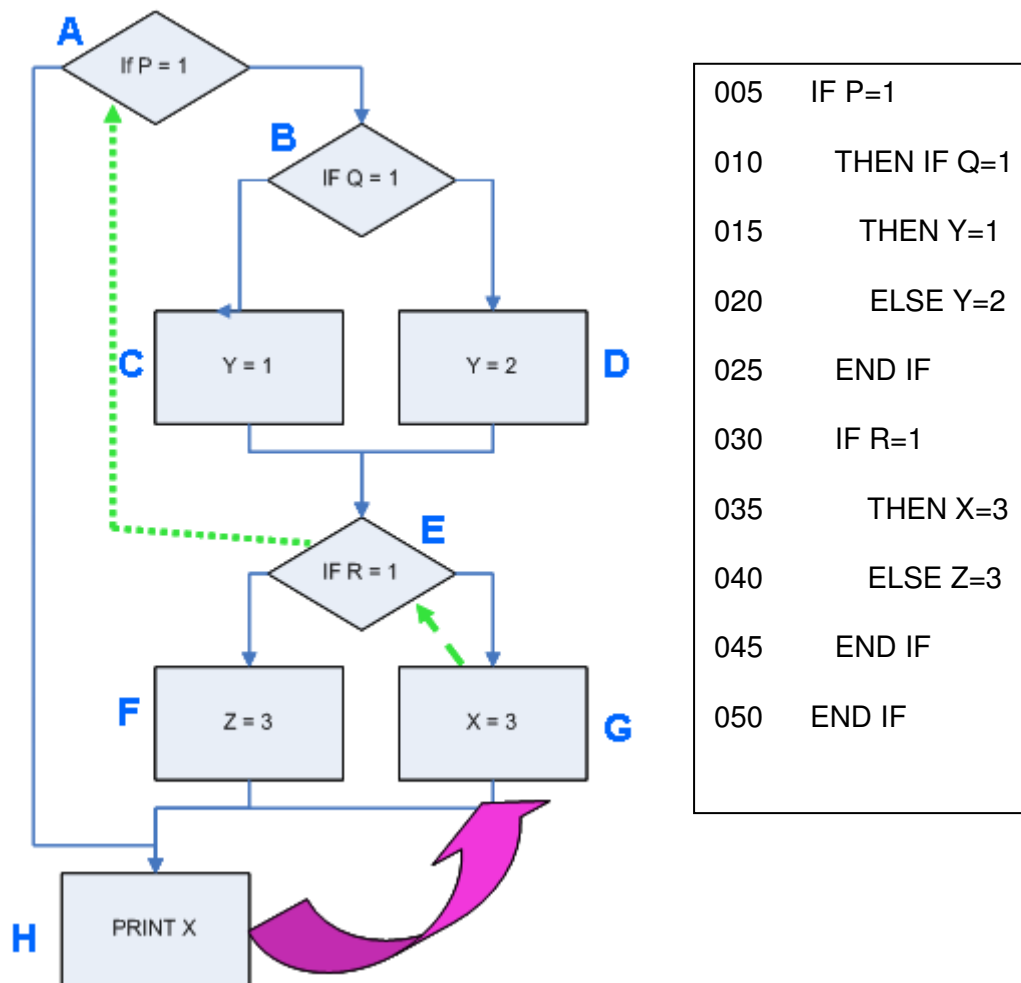 A
If P = 1
B
IF Q = 1
C
Y = 1
Y = 2
D
E
IF R = 1
F
Z = 3
X = 3
G
H
PRINT X
005 IF P=1
010 THEN IF Q=1
015 THEN Y=1
020 ELSE Y=2
025 END IF
030 IF R=1
035 THEN X=3
040 ELSE Z=3
045 END IF
050 END IF